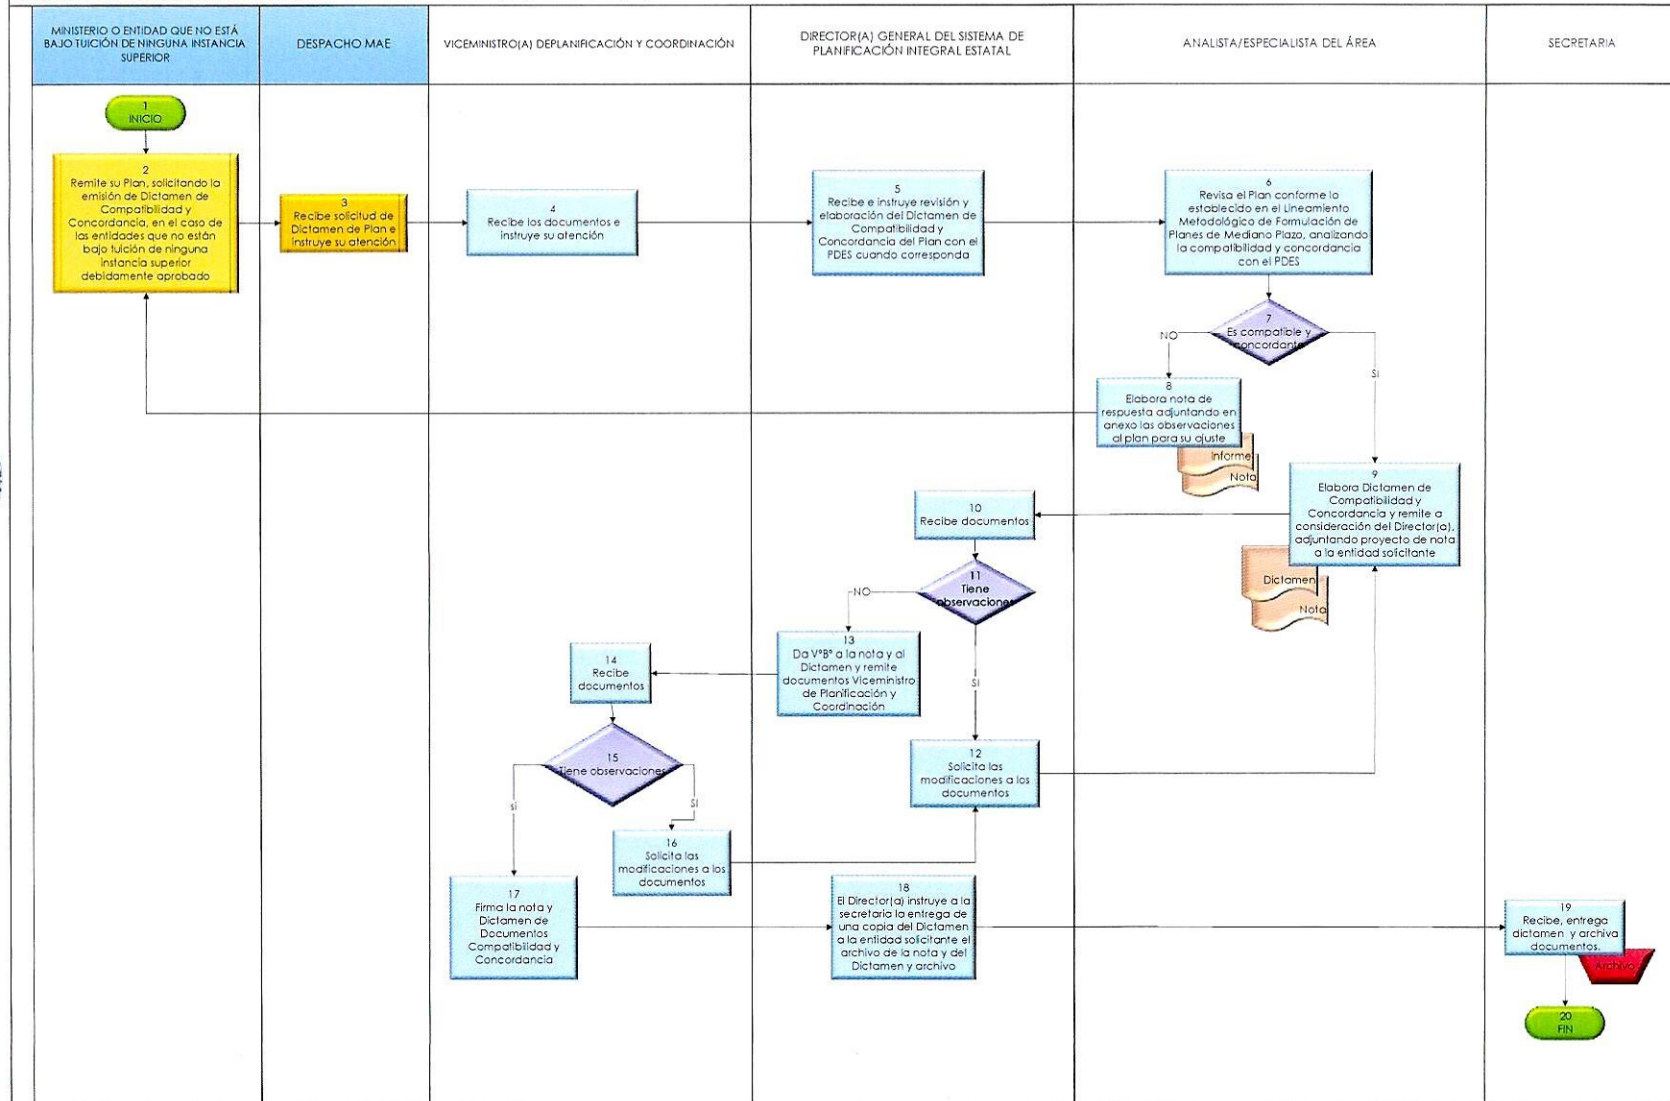 MINISTERIO O ENTIDAD QUE NO ESTÁ
BAJO TUICIÓN DE NINGUNA INSTANCIA
SUPERIOR
DESPACHO MAE
VICEMINISTRO(A) DEPLANIFICACIÓN Y COORDINACIÓN
DIRECTOR(A) GENERAL DEL SISTEMA DE
PLANIFICACIÓN INTEGRAL ESTATAL
ANALISTA/ESPECIALISTA DEL ÁREA
SECRETARIA
1
INICIO
2
Remite su Plan, solicitando la
emisión de Dictamen de
Compatibilidad y
Concordancia, en el caso de
las entidades que no están
bajo tuición de ninguna
instancia superior
debidamente aprobado
3
Recibe solicitud de
Dictamen de Plan e
instruye su atención
4
Recibe los documentos e
instruye su atención
5
Recibe e instruye revisión y
elaboración del Dictamen de
Compatibilidad y
Concordancia del Plan con el
PDES cuando corresponda
6
Revisa el Plan conforme lo
establecido en el Lineamiento
Metodológico de Formulación de
Planes de Mediano Plazo, analizando
la compatibilidad y concordancia
con el PDES
7
Es compatible y
concordante
NO
SI
8
Elabora nota de
respuesta adjuntando en
anexo las observaciones
al plan para su ajuste
Informe
Nota
9
Elabora Dictamen de
Compatibilidad y
Concordancia y remite a
consideración del Director(a),
adjuntando proyecto de nota
a la entidad solicitante
Dictamen
Nota
10
Recibe documentos
11
Tiene
observaciones
NO
SI
13
Da V°B° a la nota y al
Dictamen y remite
documentos Viceministro
de Planificación y
Coordinación
14
Recibe
documentos
15
Tiene observaciones
sí
SI
12
Solicita las
modificaciones a los
documentos
16
Solicita las
modificaciones a los
documentos
17
Firma la nota y
Dictamen de
Documentos
Compatibilidad y
Concordancia
18
El Director(a) instruye a la
secretaria la entrega de
una copia del Dictamen
a la entidad solicitante el
archivo de la nota y del
Dictamen y archivo
19
Recibe, entrega
dictamen y archiva
documentos.
Archivo
20
FIN